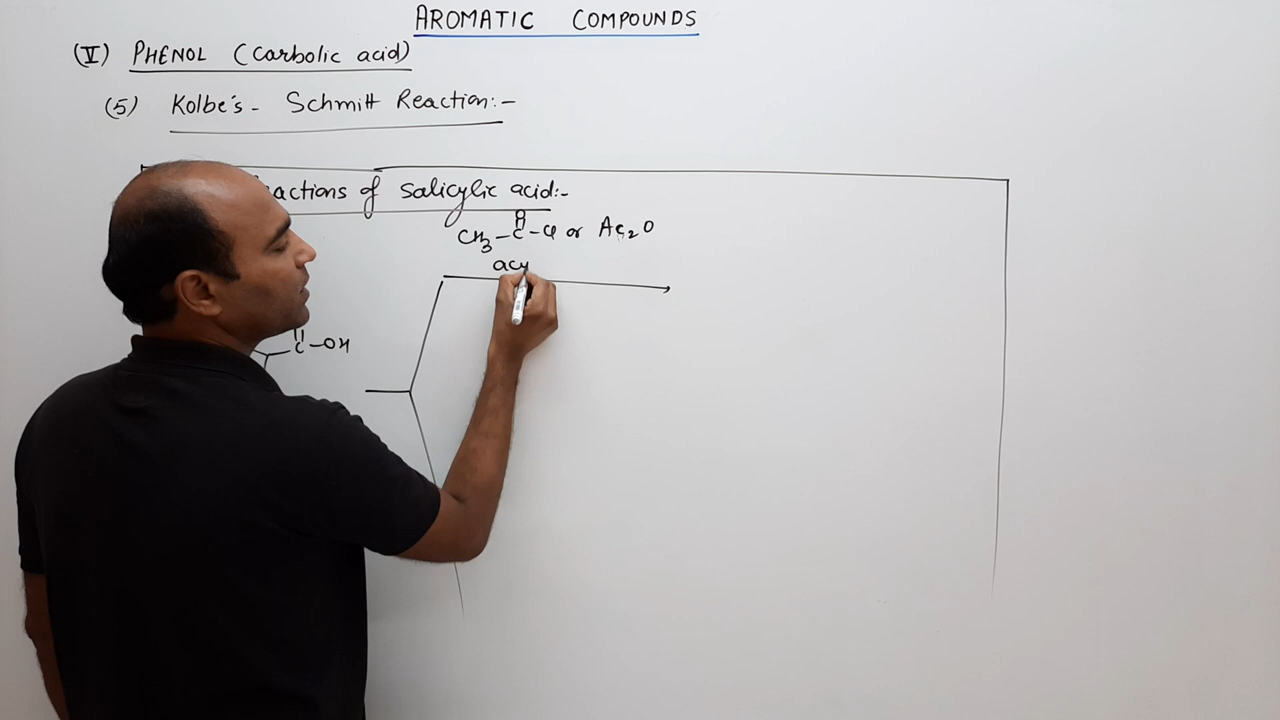 AROMATIC COMPOUNDS
(V) PHENOL (Carbolic acid)
(5) Kolbe's - Schmitt Reaction:-
actions of salicylic acid:-
O
CH3-C-Cl or Ac2O
acy
C-OH